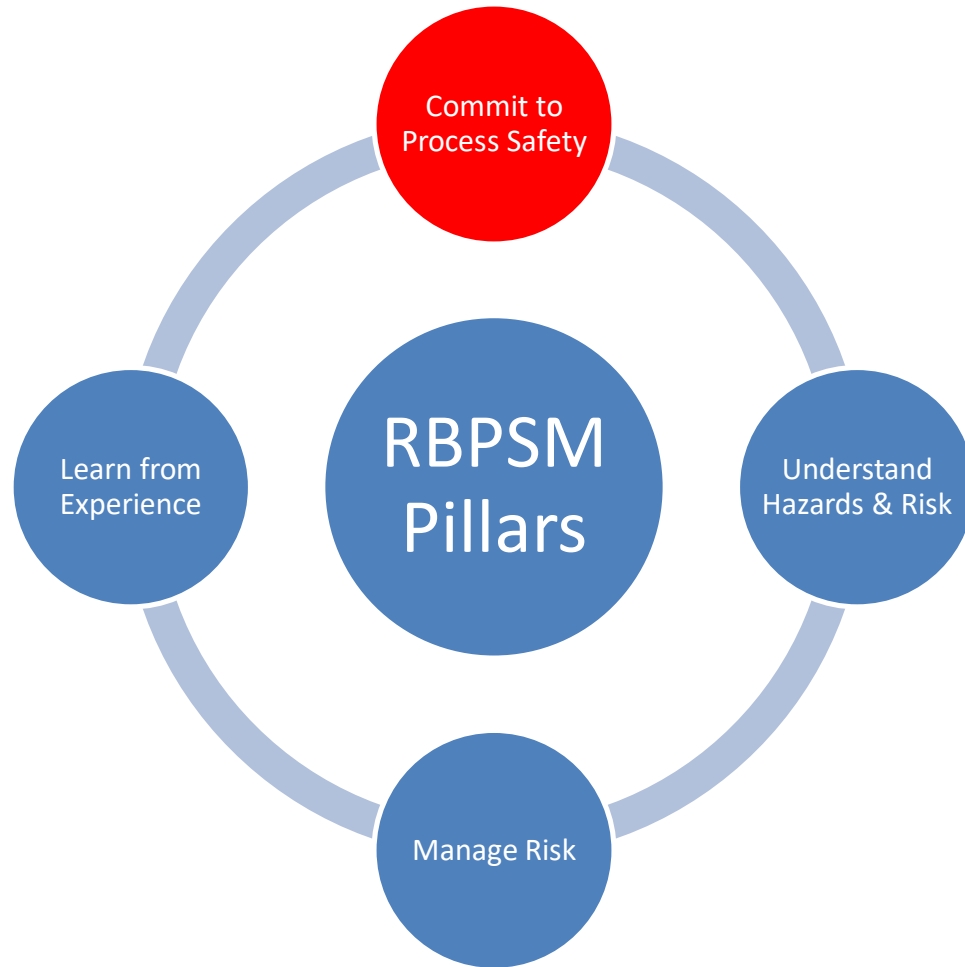 Commit to
Process Safety
RBPSM
Pillars
Learn from
Experience
Understand
Hazards & Risk
Manage Risk